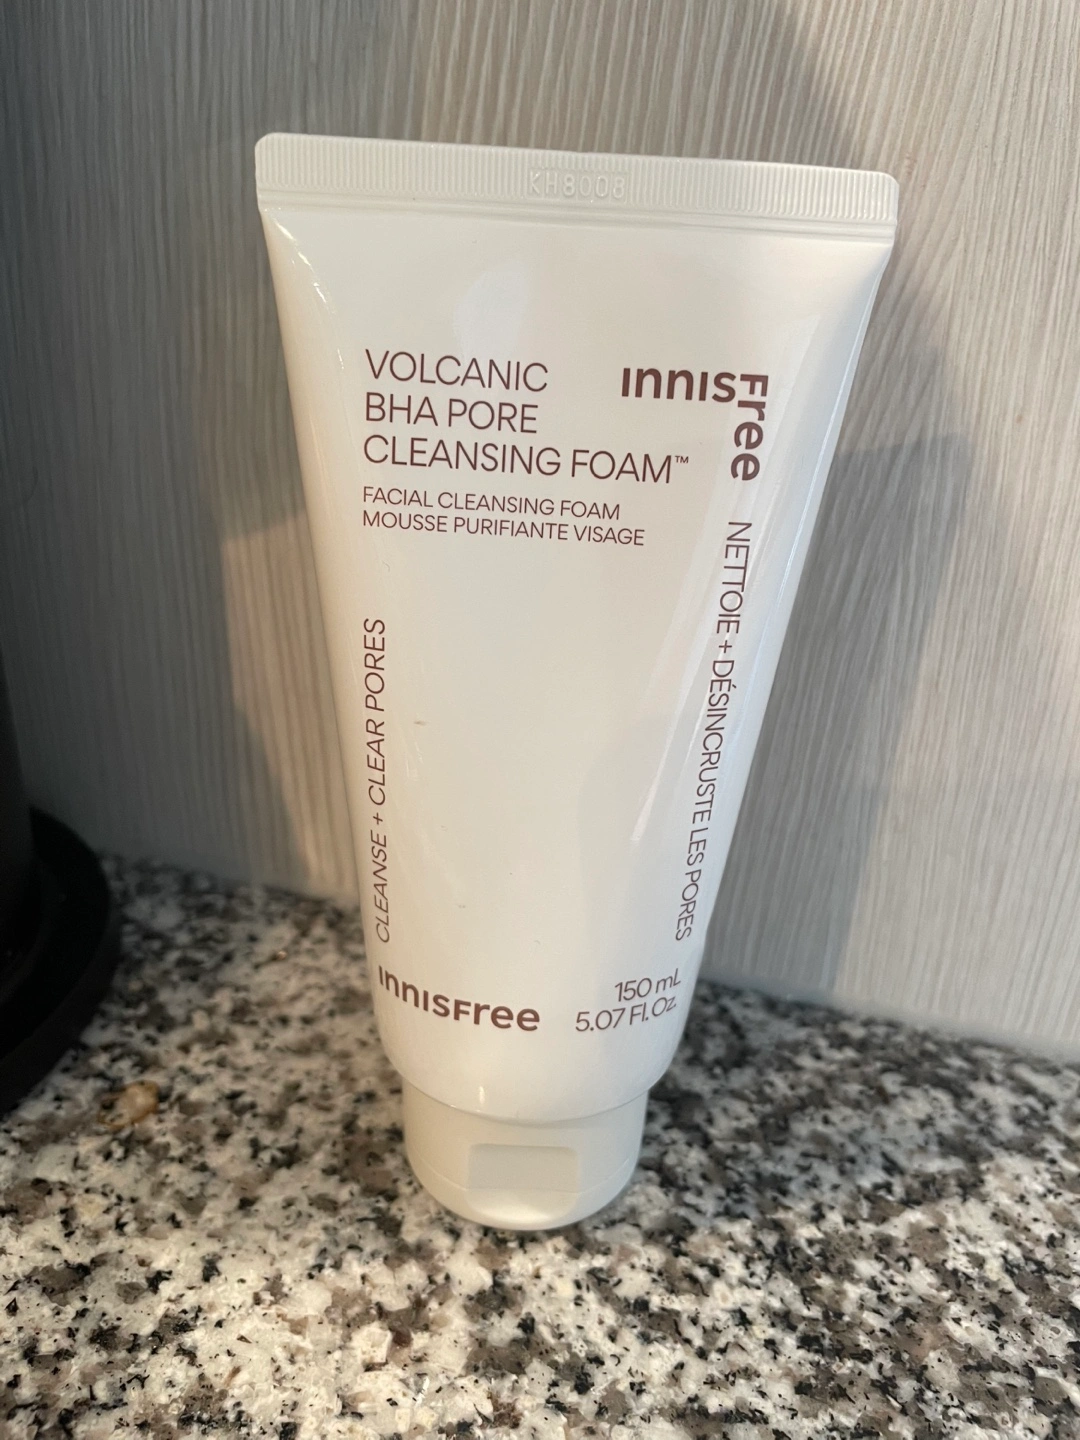 KH8008
VOLCANIC
BHA PORE
CLEANSING FOAM™
FACIAL CLEANSING FOAM
MOUSSE PURIFIANTE VISAGE
INNISFree
NETTOIE + DÉSINCRUSTE LES PORES
CLEANSE + CLEAR PORES
INNISFree
150 mL
5.07 Fl. Oz